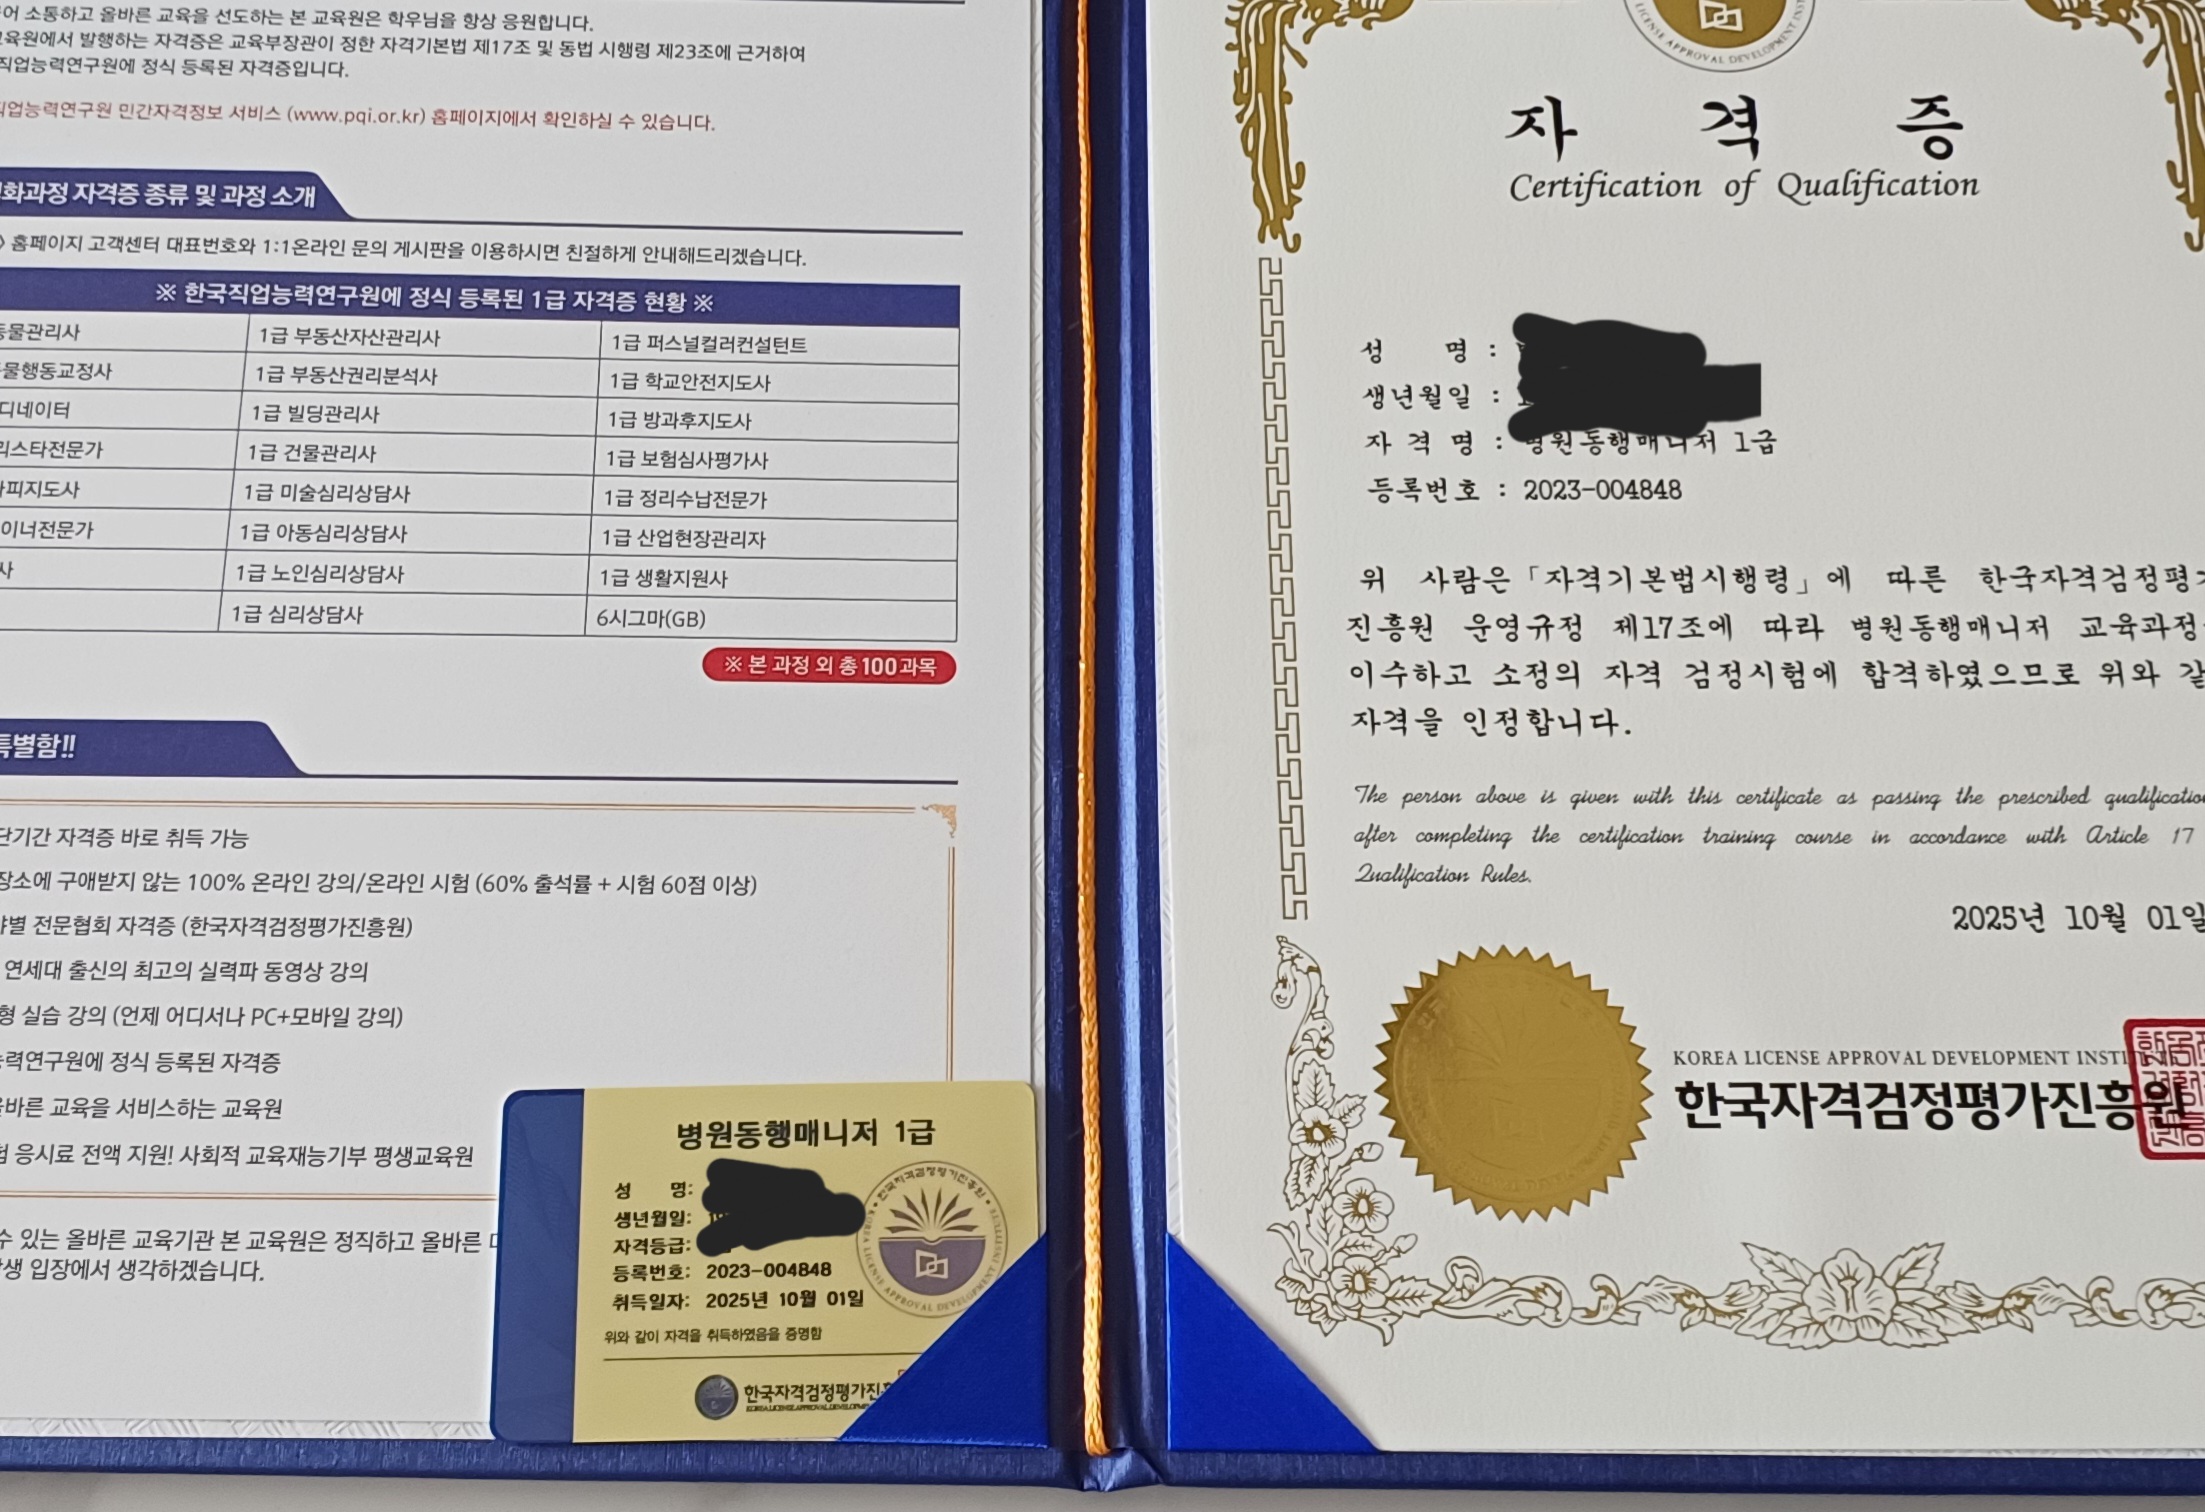 소통하고 올바른 교육을 선도하는 본 교육원은 학우님을 항상 응원합니다.
교육원에서 발행하는 자격증은 교육부장관이 정한 자격기본법 제17조 및 동법 시행령 제23조에 근거하여
직업능력연구원에 정식 등록된 자격증입니다.
직업능력연구원 민간자격정보 서비스 (www.pqi.or.kr) 홈페이지에서 확인하실 수 있습니다.
화과정 자격증 종류 및 과정 소개
> 홈페이지 고객센터 대표번호와 1:1온라인 문의 게시판을 이용하시면 친절하게 안내해드리겠습니다.
※ 한국직업능력연구원에 정식 등록된 1급 자격증 현황 ※
동물관리사 1급 부동산자산관리사 1급 퍼스널컬러컨설턴트
물행동교정사 1급 부동산권리분석사 1급 학교안전지도사
디네이터 1급 빌딩관리사 1급 방과후지도사
리스타전문가 1급 건물관리사 1급 보험심사평가사
피지도사 1급 미술심리상담사 1급 정리수납전문가
이너전문가 1급 아동심리상담사 1급 산업현장관리자
사 1급 노인심리상담사 1급 생활지원사
1급 심리상담사 6시그마(GB)
※ 본 과정 외 총 100과목
특별함!!
단기간 자격증 바로 취득 가능
장소에 구애받지 않는 100% 온라인 강의/온라인 시험 (60% 출석률 + 시험 60점 이상)
별 전문협회 자격증 (한국자격검정평가진흥원)
연세대 출신의 최고의 실력파 동영상 강의
형 실습 강의 (언제 어디서나 PC+모바일 강의)
능력연구원에 정식 등록된 자격증
올바른 교육을 서비스하는 교육원
험 응시료 전액 지원! 사회적 교육재능기부 평생교육원
수 있는 올바른 교육기관 본 교육원은 정직하고 올바른
생 입장에서 생각하겠습니다.
병원동행매니저 1급
성 명:
생년월일:
자격등급:
등록번호: 2023-004848
취득일자: 2025년 10월 01일
위와 같이 자격을 취득하였음을 증명함
한국자격검정평가진흥원
KOREA LICENSE APPROVAL DEVELOPMENT INSTITUTE
한국자격검정평가진
KOREA LICENSE APPROVAL DEVELOPMEN
LICENSE APPROVAL DEVELOPMENT INST
자 격 증
Certification of Qualification
성 명 :
생년월일 :
자 격 명 : 병원동행매니저 1급
등록번호 : 2023-004848
위 사람은 「자격기본법시행령」에 따른 한국자격검정평가
진흥원 운영규정 제17조에 따라 병원동행매니저 교육과정
이수하고 소정의 자격 검정시험에 합격하였으므로 위와 같
자격을 인정합니다.
The person above is given with this certificate as passing the prescribed qualification
after completing the certification training course in accordance with Article 17
Qualification Rules.
2025년 10월 01일
KOREA LICENSE APPROVAL DEVELOPMENT INSTITUTE
한국자격검정평가진흥원